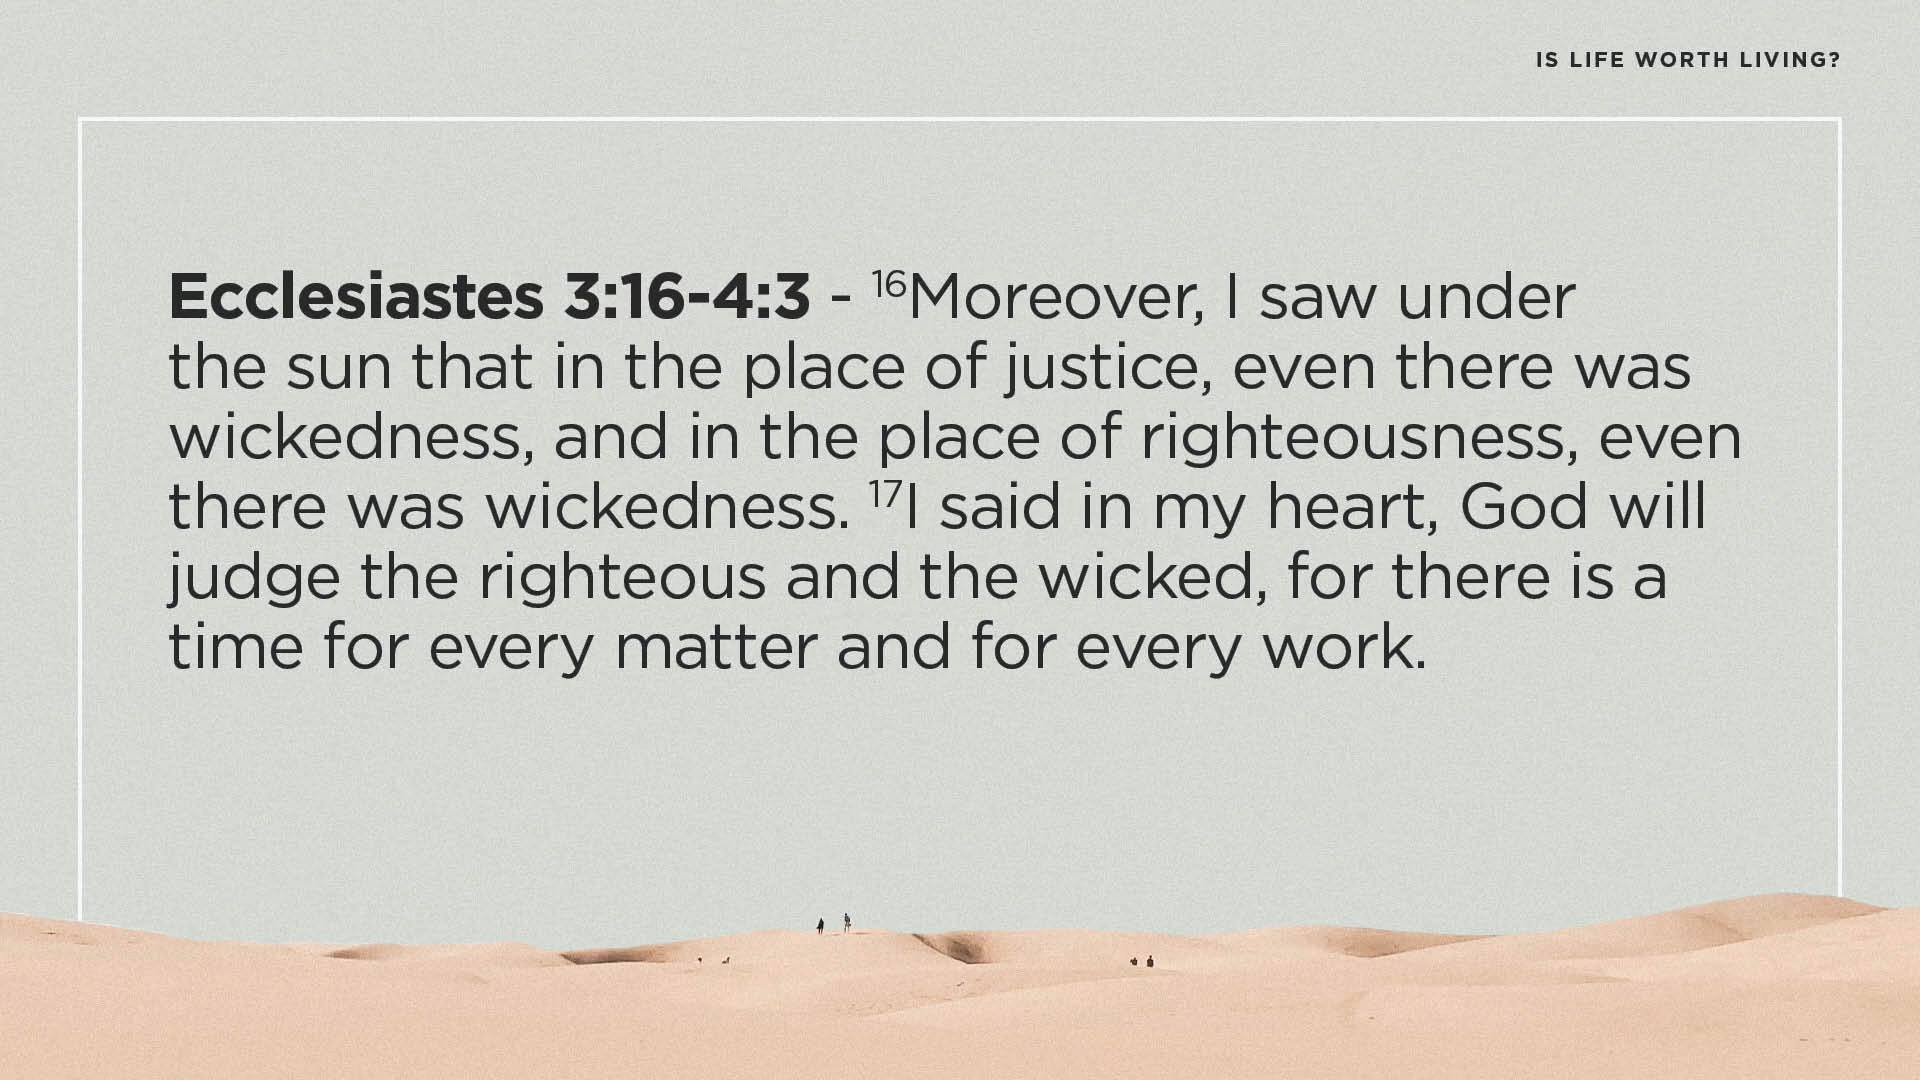 IS LIFE WORTH LIVING?
Ecclesiastes 3:16-4:3 - 16Moreover, I saw under
the sun that in the place of justice, even there was
wickedness, and in the place of righteousness, even
there was wickedness. 17I said in my heart, God will
judge the righteous and the wicked, for there is a
time for every matter and for every work.